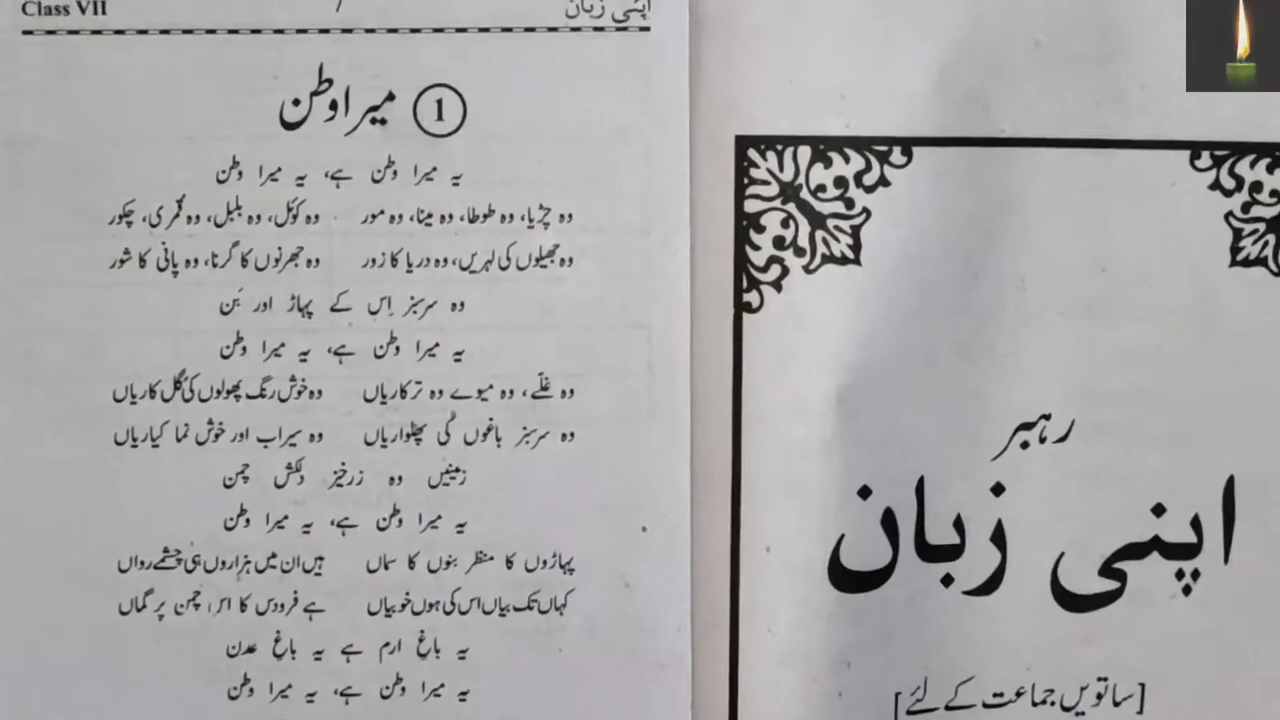 Class VII 7 اپنی زبان
① میرا وطن
یہ میرا وطن ہے، یہ میرا وطن
وہ چڑیا، وہ طوطا، وہ مینا، وہ مور وہ کوئل، وہ بلبل، وہ قمری، چکور
وہ جھیلوں کی لہریں، وہ دریا کا زور وہ جھرنوں کا گرنا، وہ پانی کا شور
وہ سرسبز اِس کے پہاڑ اور بَن
یہ میرا وطن ہے، یہ میرا وطن
وہ غلّے، وہ میوے وہ ترکاریاں وہ خوش رنگ پھولوں کی گل کاریاں
وہ سرسبز باغوں کی پھلواریاں وہ سیراب اور خوش نما کیاریاں
زمینیں وہ زرخیز دلکش چمن
یہ میرا وطن ہے، یہ میرا وطن
پہاڑوں کا منظر بنوں کا سماں ہیں ان میں ہزاروں ہی چشمے رواں
کہاں تک بیاں اس کی ہوں خوبیاں ہے فردوس کا اس چمن پر گماں
یہ باغِ ارم ہے یہ باغِ عدن
یہ میرا وطن ہے، یہ میرا وطن
رہبر
اپنی زبان
[ساتویں جماعت کے لئے]